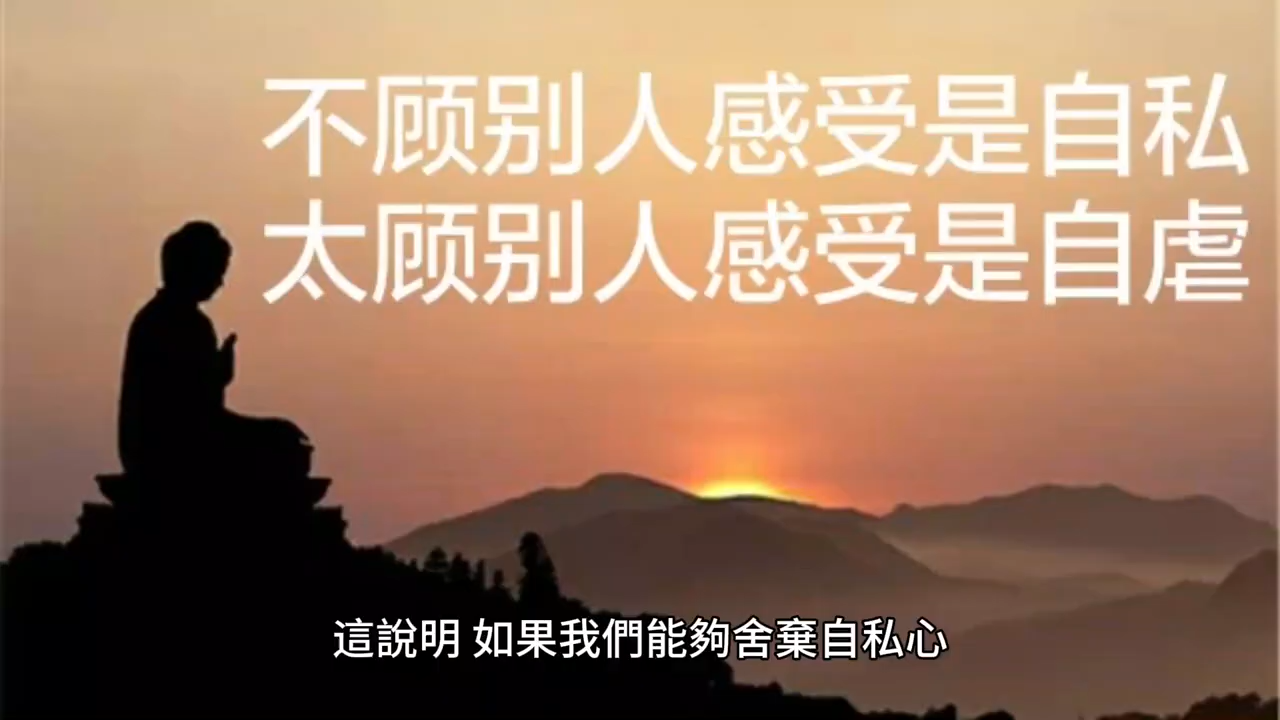 不顾别人感受是自私
太顾别人感受是自虐
這說明 如果我們能夠舍棄自私心